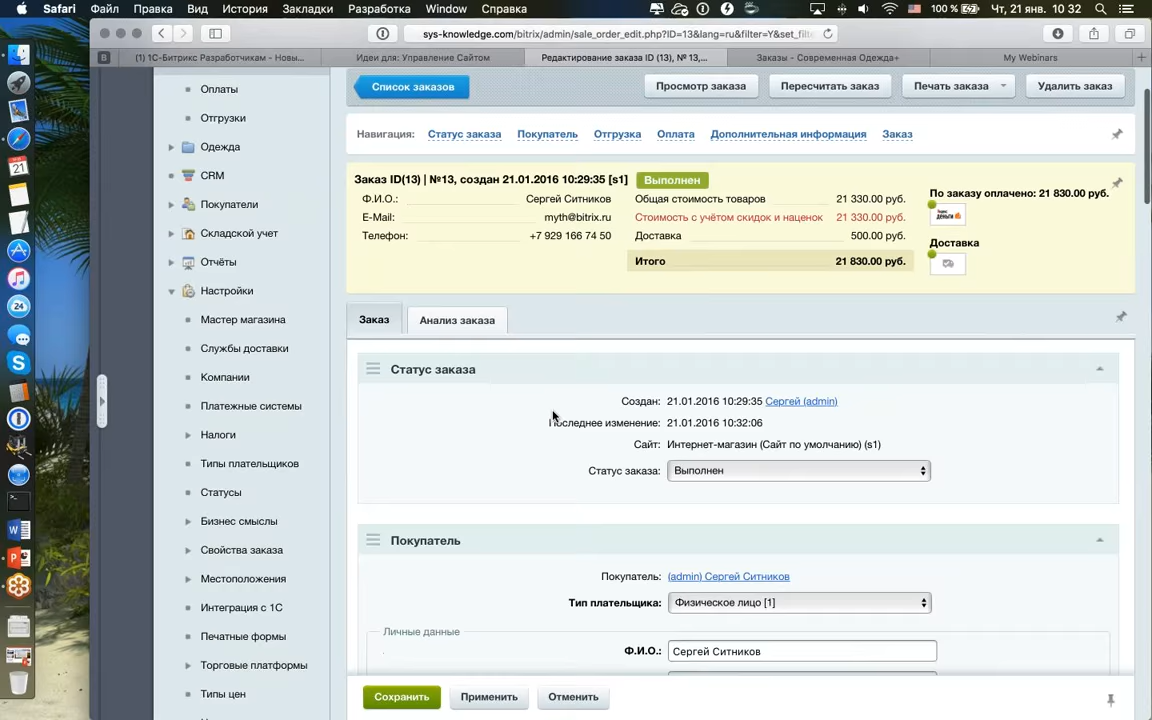 Safari Файл Правка Вид История Закладки Разработка Window Справка 100 % Чт, 21 янв. 10 32
sys-knowledge.com/bitrix/admin/sale_order_edit.php?ID=13&lang=ru&filter=Y&set_fil
B (1) 1С-Битрикс Разработчикам - Новы... Идеи для: Управление Сайтом Редактирование заказа ID (13), № 13,... Заказы - Современная Одежда+ My Webinars
Список заказов Просмотр заказа Пересчитать заказ Печать заказа Удалить заказ
Навигация: Статус заказа Покупатель Отгрузка Оплата Дополнительная информация Заказ
Заказ ID(13) | №13, создан 21.01.2016 10:29:35 [s1] Выполнен
Ф.И.О.: Сергей Ситников
E-Mail: myth@bitrix.ru
Телефон: +7 929 166 74 50
Общая стоимость товаров 21 330.00 руб.
Стоимость с учётом скидок и наценок 21 330.00 руб.
Доставка 500.00 руб.
Итого 21 830.00 руб.
По заказу оплачено: 21 830.00 руб.
Доставка
Оплаты
Отгрузки
Одежда
CRM
Покупатели
Складской учет
Отчёты
Настройки
Мастер магазина
Службы доставки
Компании
Платежные системы
Налоги
Типы плательщиков
Статусы
Бизнес смыслы
Свойства заказа
Местоположения
Интеграция с 1С
Печатные формы
Торговые платформы
Типы цен
Заказ Анализ заказа
Статус заказа
Создан: 21.01.2016 10:29:35 Сергей (admin)
Последнее изменение: 21.01.2016 10:32:06
Сайт: Интернет-магазин (Сайт по умолчанию) (s1)
Статус заказа: Выполнен
Покупатель
Покупатель: (admin) Сергей Ситников
Тип плательщика: Физическое лицо [1]
Личные данные
Ф.И.О.: Сергей Ситников
Сохранить Применить Отменить
21
24